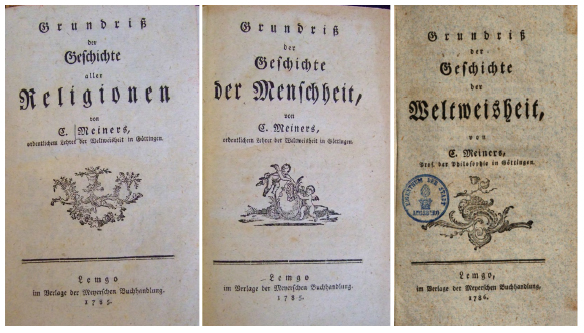 Grundriß
der
Geschichte
aller
Religionen
von
C. Meiners,
ordentlichem Lehrer der Weltweisheit in Göttingen.
Lemgo
im Verlage der Meyerschen Buchhandlung.
1785.
Grundriß
der
Geschichte
der Menschheit,
von
C. Meiners,
ordentlichem Lehrer der Weltweisheit in Göttingen.
Lemgo
im Verlage der Meyerschen Buchhandlung.
1785.
Grundriß
der
Geschichte
der
Weltweisheit,
von
C. Meiners,
Prof. der Philosophie in Göttingen.
Lemgo,
im Verlage der Meyerschen Buchhandlung.
1786.